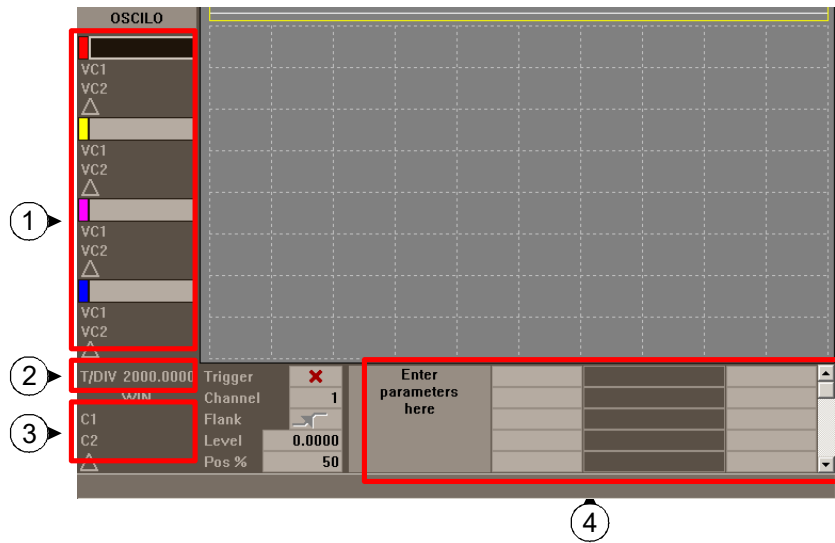 OSCILO
VC1
VC2
△
VC1
VC2
△
VC1
VC2
△
VC1
VC2
△
1
2
T/DIV 2000.0000
WIN
3
C1
C2
△
Trigger
Channel 1
Flank
Level 0.0000
Pos % 50
Enter
parameters
here
4